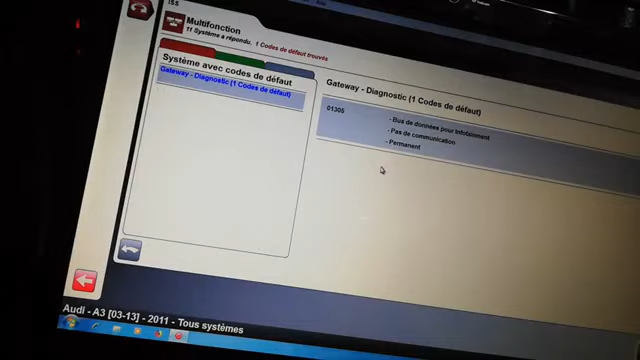 ISS
Multifonction
11 Système a répondu. 1 Codes de défaut trouvés
Système avec codes de défaut
Gateway - Diagnostic (1 Codes de défaut)
Gateway - Diagnostic (1 Codes de défaut)
01305
- Bus de données pour Infotainment
- Pas de communication
- Permanent
Audi - A3 [03-13] - 2011 - Tous systèmes